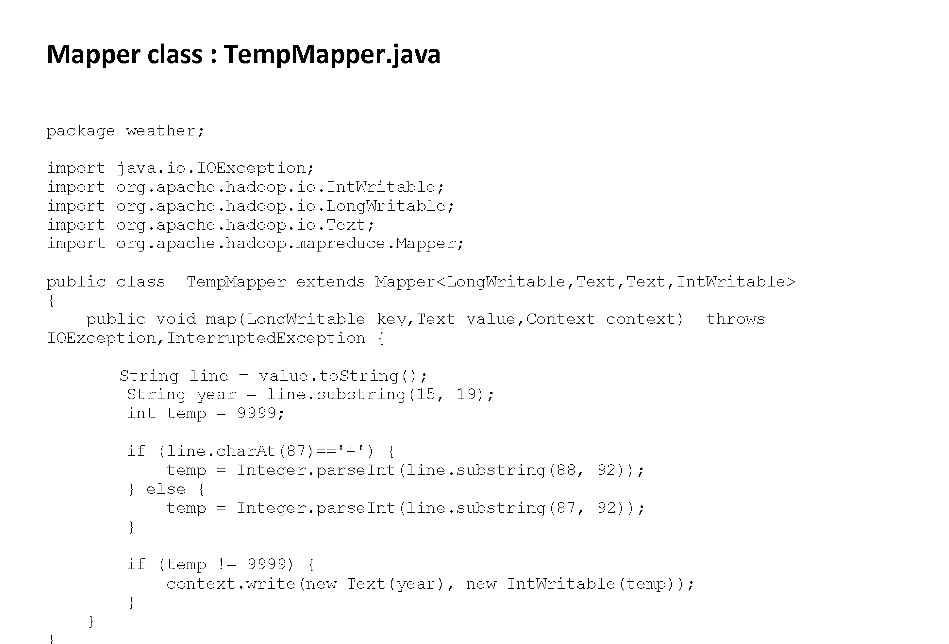 Mapper class : TempMapper.java
package weather;
import java.io.IOException;
import org.apache.hadoop.io.IntWritable;
import org.apache.hadoop.io.LongWritable;
import org.apache.hadoop.io.Text;
import org.apache.hadoop.mapreduce.Mapper;
public class  TempMapper extends Mapper<LongWritable,Text,Text,IntWritable>
{
    public void map(LongWritable key,Text value,Context context)  throws
IOException,InterruptedException {
       String line = value.toString();
        String year = line.substring(15, 19);
        int temp = 9999;
        if (line.charAt(87)=='+') {
            temp = Integer.parseInt(line.substring(88, 92));
        } else {
            temp = Integer.parseInt(line.substring(87, 92));
        }
        if (temp != 9999) {
            context.write(new Text(year), new IntWritable(temp));
        }
    }
}